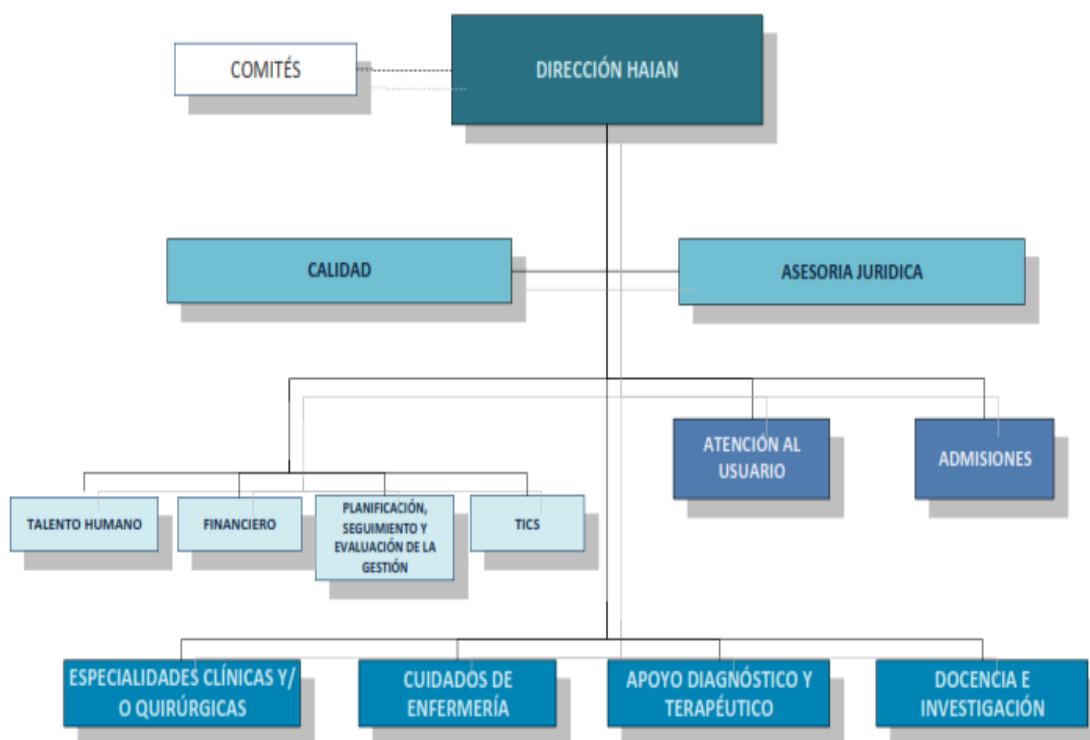 COMITÉS
DIRECCIÓN HAIAN
CALIDAD
ASESORIA JURIDICA
ATENCIÓN AL
USUARIO
ADMISIONES
TALENTO HUMANO
FINANCIERO
PLANIFICACIÓN,
SEGUIMIENTO Y
EVALUACIÓN DE LA
GESTIÓN
TICS
ESPECIALIDADES CLÍNICAS Y/
O QUIRÚRGICAS
CUIDADOS DE
ENFERMERÍA
APOYO DIAGNÓSTICO Y
TERAPÉUTICO
DOCENCIA E
INVESTIGACIÓN